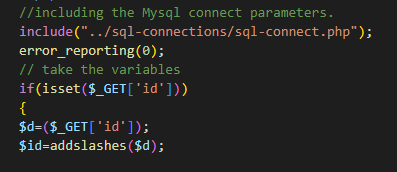 //including the Mysql connect parameters.
include("../sql-connections/sql-connect.php");
error_reporting(0);
// take the variables
if(isset($_GET['id']))
{
$d=($_GET['id']);
$id=addslashes($d);